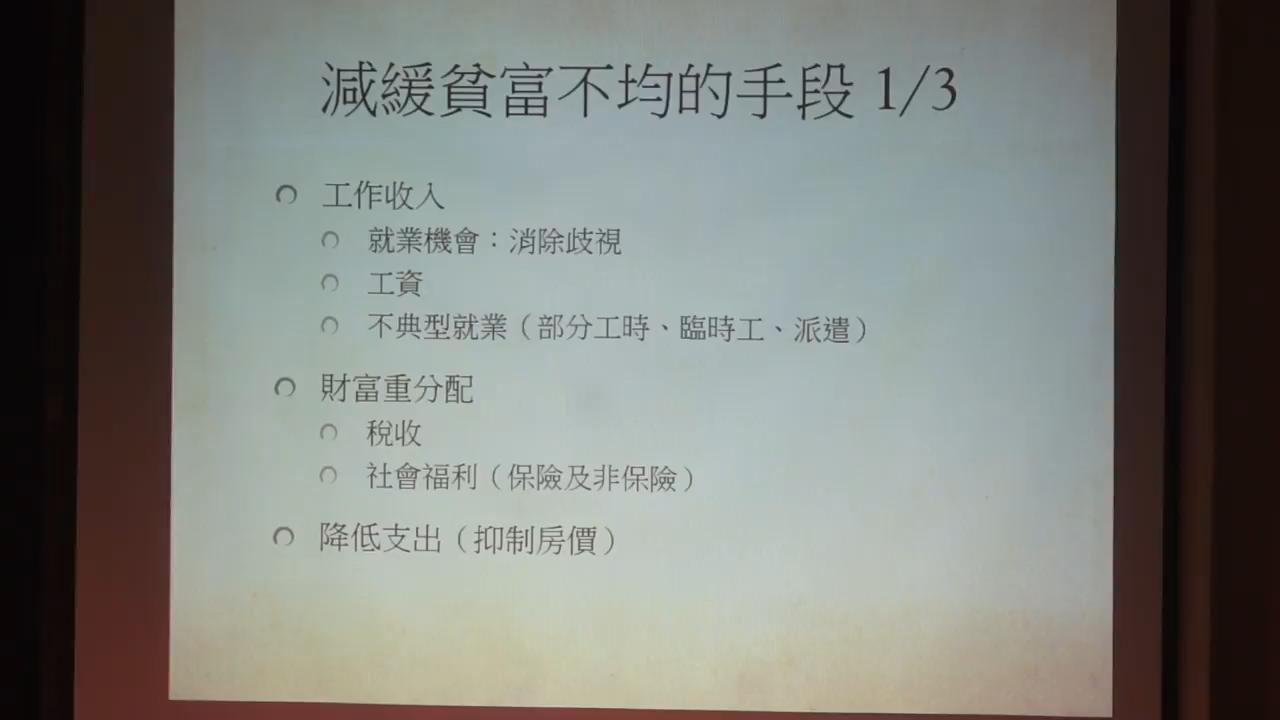 減緩貧富不均的手段 1/3
工作收入
就業機會：消除歧視
工資
不典型就業（部分工時、臨時工、派遣）
財富重分配
稅收
社會福利（保險及非保險）
降低支出（抑制房價）